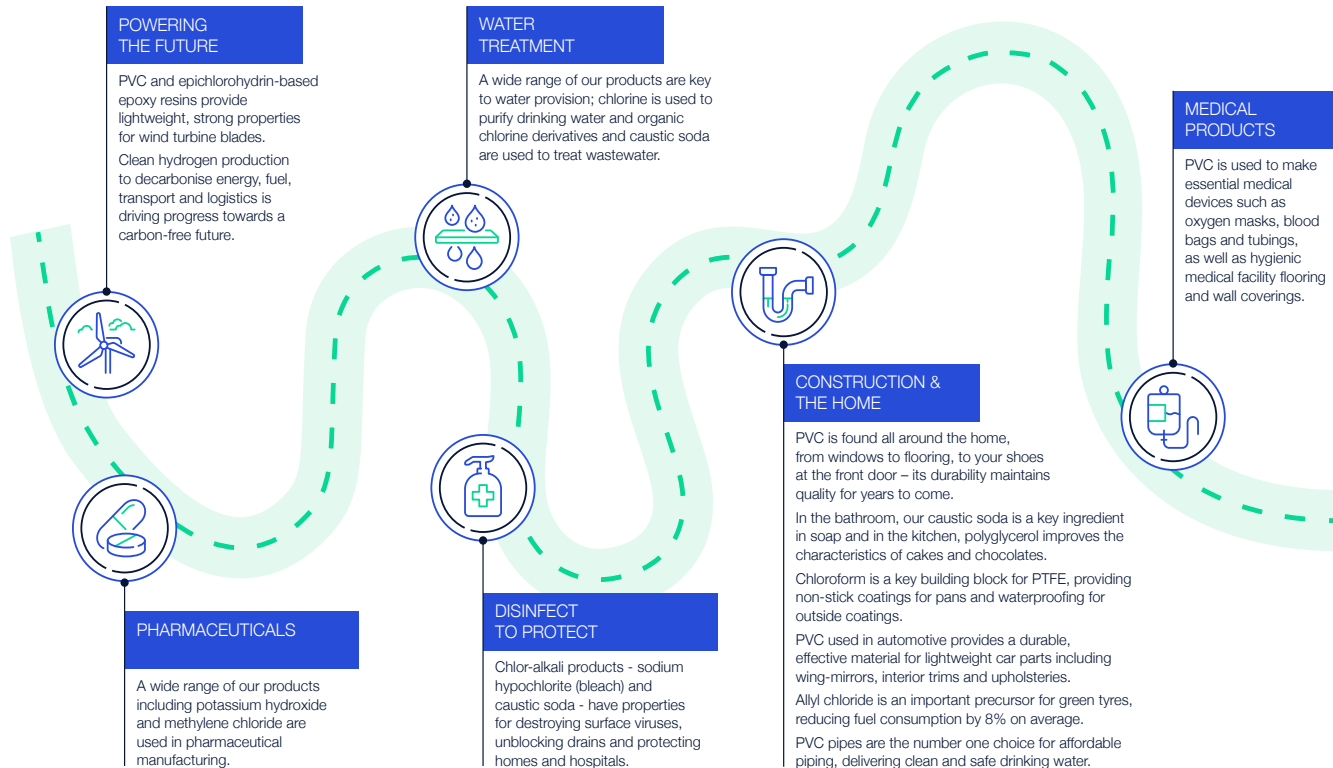 POWERING
THE FUTURE
PVC and epichlorohydrin-based
epoxy resins provide
lightweight, strong properties
for wind turbine blades.
Clean hydrogen production
to decarbonise energy, fuel,
transport and logistics is
driving progress towards a
carbon-free future.
PHARMACEUTICALS
A wide range of our products
including potassium hydroxide
and methylene chloride are
used in pharmaceutical
manufacturing.
WATER
TREATMENT
A wide range of our products are key
to water provision; chlorine is used to
purify drinking water and organic
chlorine derivatives and caustic soda
are used to treat wastewater.
DISINFECT
TO PROTECT
Chlor-alkali products - sodium
hypochlorite (bleach) and
caustic soda - have properties
for destroying surface viruses,
unblocking drains and protecting
homes and hospitals.
CONSTRUCTION &
THE HOME
PVC is found all around the home,
from windows to flooring, to your shoes
at the front door – its durability maintains
quality for years to come.
In the bathroom, our caustic soda is a key ingredient
in soap and in the kitchen, polyglycerol improves the
characteristics of cakes and chocolates.
Chloroform is a key building block for PTFE, providing
non-stick coatings for pans and waterproofing for
outside coatings.
PVC used in automotive provides a durable,
effective material for lightweight car parts including
wing-mirrors, interior trims and upholsteries.
Allyl chloride is an important precursor for green tyres,
reducing fuel consumption by 8% on average.
PVC pipes are the number one choice for affordable
piping, delivering clean and safe drinking water.
MEDICAL
PRODUCTS
PVC is used to make
essential medical
devices such as
oxygen masks, blood
bags and tubings,
as well as hygienic
medical facility flooring
and wall coverings.